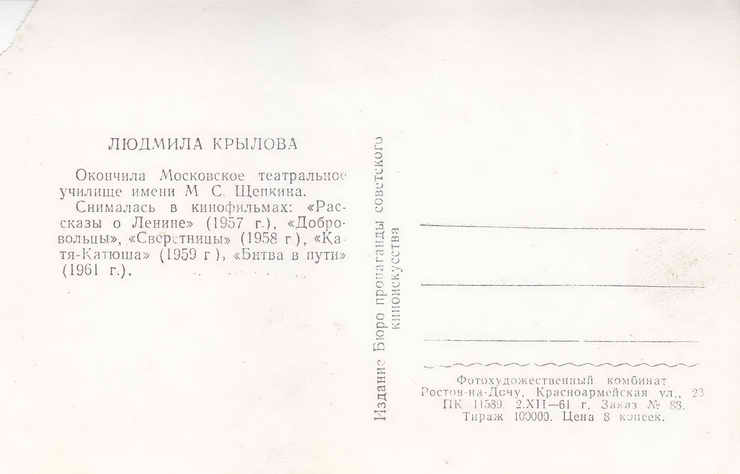 ЛЮДМИЛА КРЫЛОВА
Окончила Московское театральное
училище имени М С. Щепкина.
Снималась в кинофильмах: «Рас-
сказы о Ленине» (1957 г.), «Добро-
вольцы», «Сверстницы» (1958 г), «Ка-
тя-Катюша» (1959 г), «Битва в пути»
(1961 г.).
Издание Бюро пропаганды советского
киноискусства
Фотохудожественный комбинат
Ростов-на-Дону, Красноармейская ул., 23
ПК 11589. 2.XII—61 г. Заказ № 88.
Тираж 100000. Цена 8 копеек.